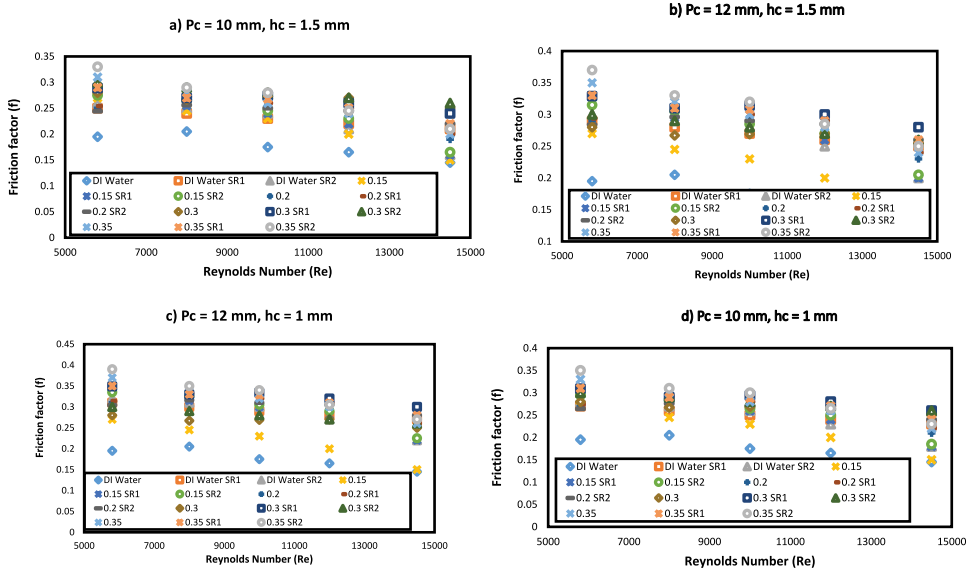 a) Pc = 10 mm, hc = 1.5 mm
Friction factor (f)
0.35
0.3
0.25
0.2
0.15
0.1
0.05
0
DI Water DI Water SR1 DI Water SR2 0.15
0.15 SR1 0.15 SR2 0.2 0.2 SR1
0.2 SR2 0.3 0.3 SR1 0.3 SR2
0.35 0.35 SR1 0.35 SR2
5000 7000 9000 11000 13000 15000
Reynolds Number (Re)
b) Pc = 12 mm, hc = 1.5 mm
Friction factor (f)
0.4
0.3
0.2
0.1
DI Water DI Water SR1 DI Water SR2 0.15
0.15 SR1 0.15 SR2 0.2 0.2 SR1
0.2 SR2 0.3 0.3 SR1 0.3 SR2
0.35 0.35 SR1 0.35 SR2
5000 7000 9000 11000 13000 15000
Reynolds Number (Re)
c) Pc = 12 mm, hc = 1 mm
Friction factor (f)
0.45
0.4
0.35
0.3
0.25
0.2
0.15
0.1
0.05
0
DI Water DI Water SR1 DI Water SR2 0.15
0.15 SR1 0.15 SR2 0.2 0.2 SR1
0.2 SR2 0.3 0.3 SR1 0.3 SR2
0.35 0.35 SR1 0.35 SR2
5000 7000 9000 11000 13000 15000
Reynolds Number (Re)
d) Pc = 10 mm, hc = 1 mm
Friction factor (f)
0.4
0.35
0.3
0.25
0.2
0.15
0.1
0.05
0
DI Water DI Water SR1 DI Water SR2 0.15
0.15 SR1 0.15 SR2 0.2 0.2 SR1
0.2 SR2 0.3 0.3 SR1 0.3 SR2
0.35 0.35 SR1 0.35 SR2
5000 7000 9000 11000 13000 15000
Reynolds Number (Re)